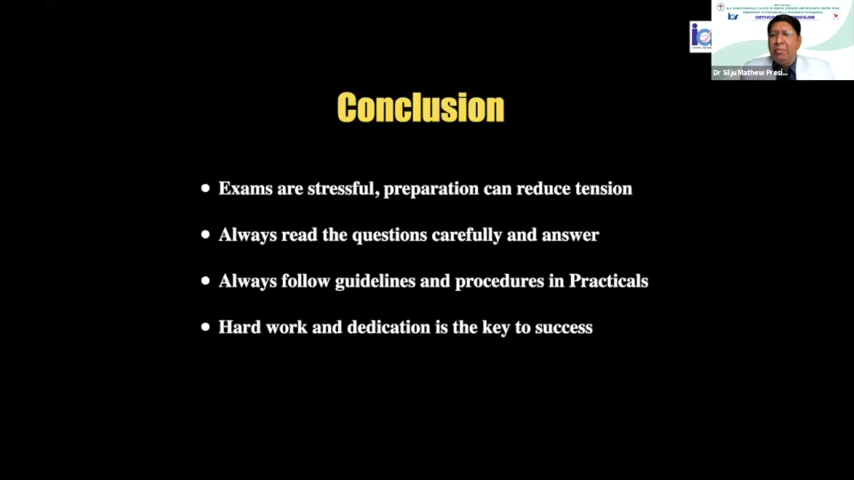 Conclusion
• Exams are stressful, preparation can reduce tension
• Always read the questions carefully and answer
• Always follow guidelines and procedures in Practicals
• Hard work and dedication is the key to success
Dr Silju Mathew Presi...